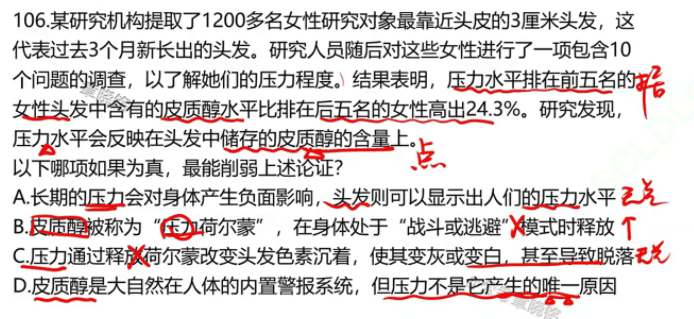 106.某研究机构提取了1200多名女性研究对象最靠近头皮的3厘米头发，这
代表过去3个月新长出的头发。研究人员随后对这些女性进行了一项包含10
个问题的调查，以了解她们的压力程度。结果表明，压力水平排在前五名的
女性头发中含有的皮质醇水平比排在后五名的女性高出24.3%。研究发现，
压力水平会反映在头发中储存的皮质醇的含量上。
点
以下哪项如果为真，最能削弱上述论证？
A.长期的压力会对身体产生负面影响，头发则可以显示出人们的压力水平 无关
B.皮质醇被称为“压力荷尔蒙”，在身体处于“战斗或逃避”模式时释放↑
C.压力通过释放荷尔蒙改变头发色素沉着，使其变灰或变白，甚至导致脱落 无关
D.皮质醇是大自然在人体的内置警报系统，但压力不是它产生的唯一原因